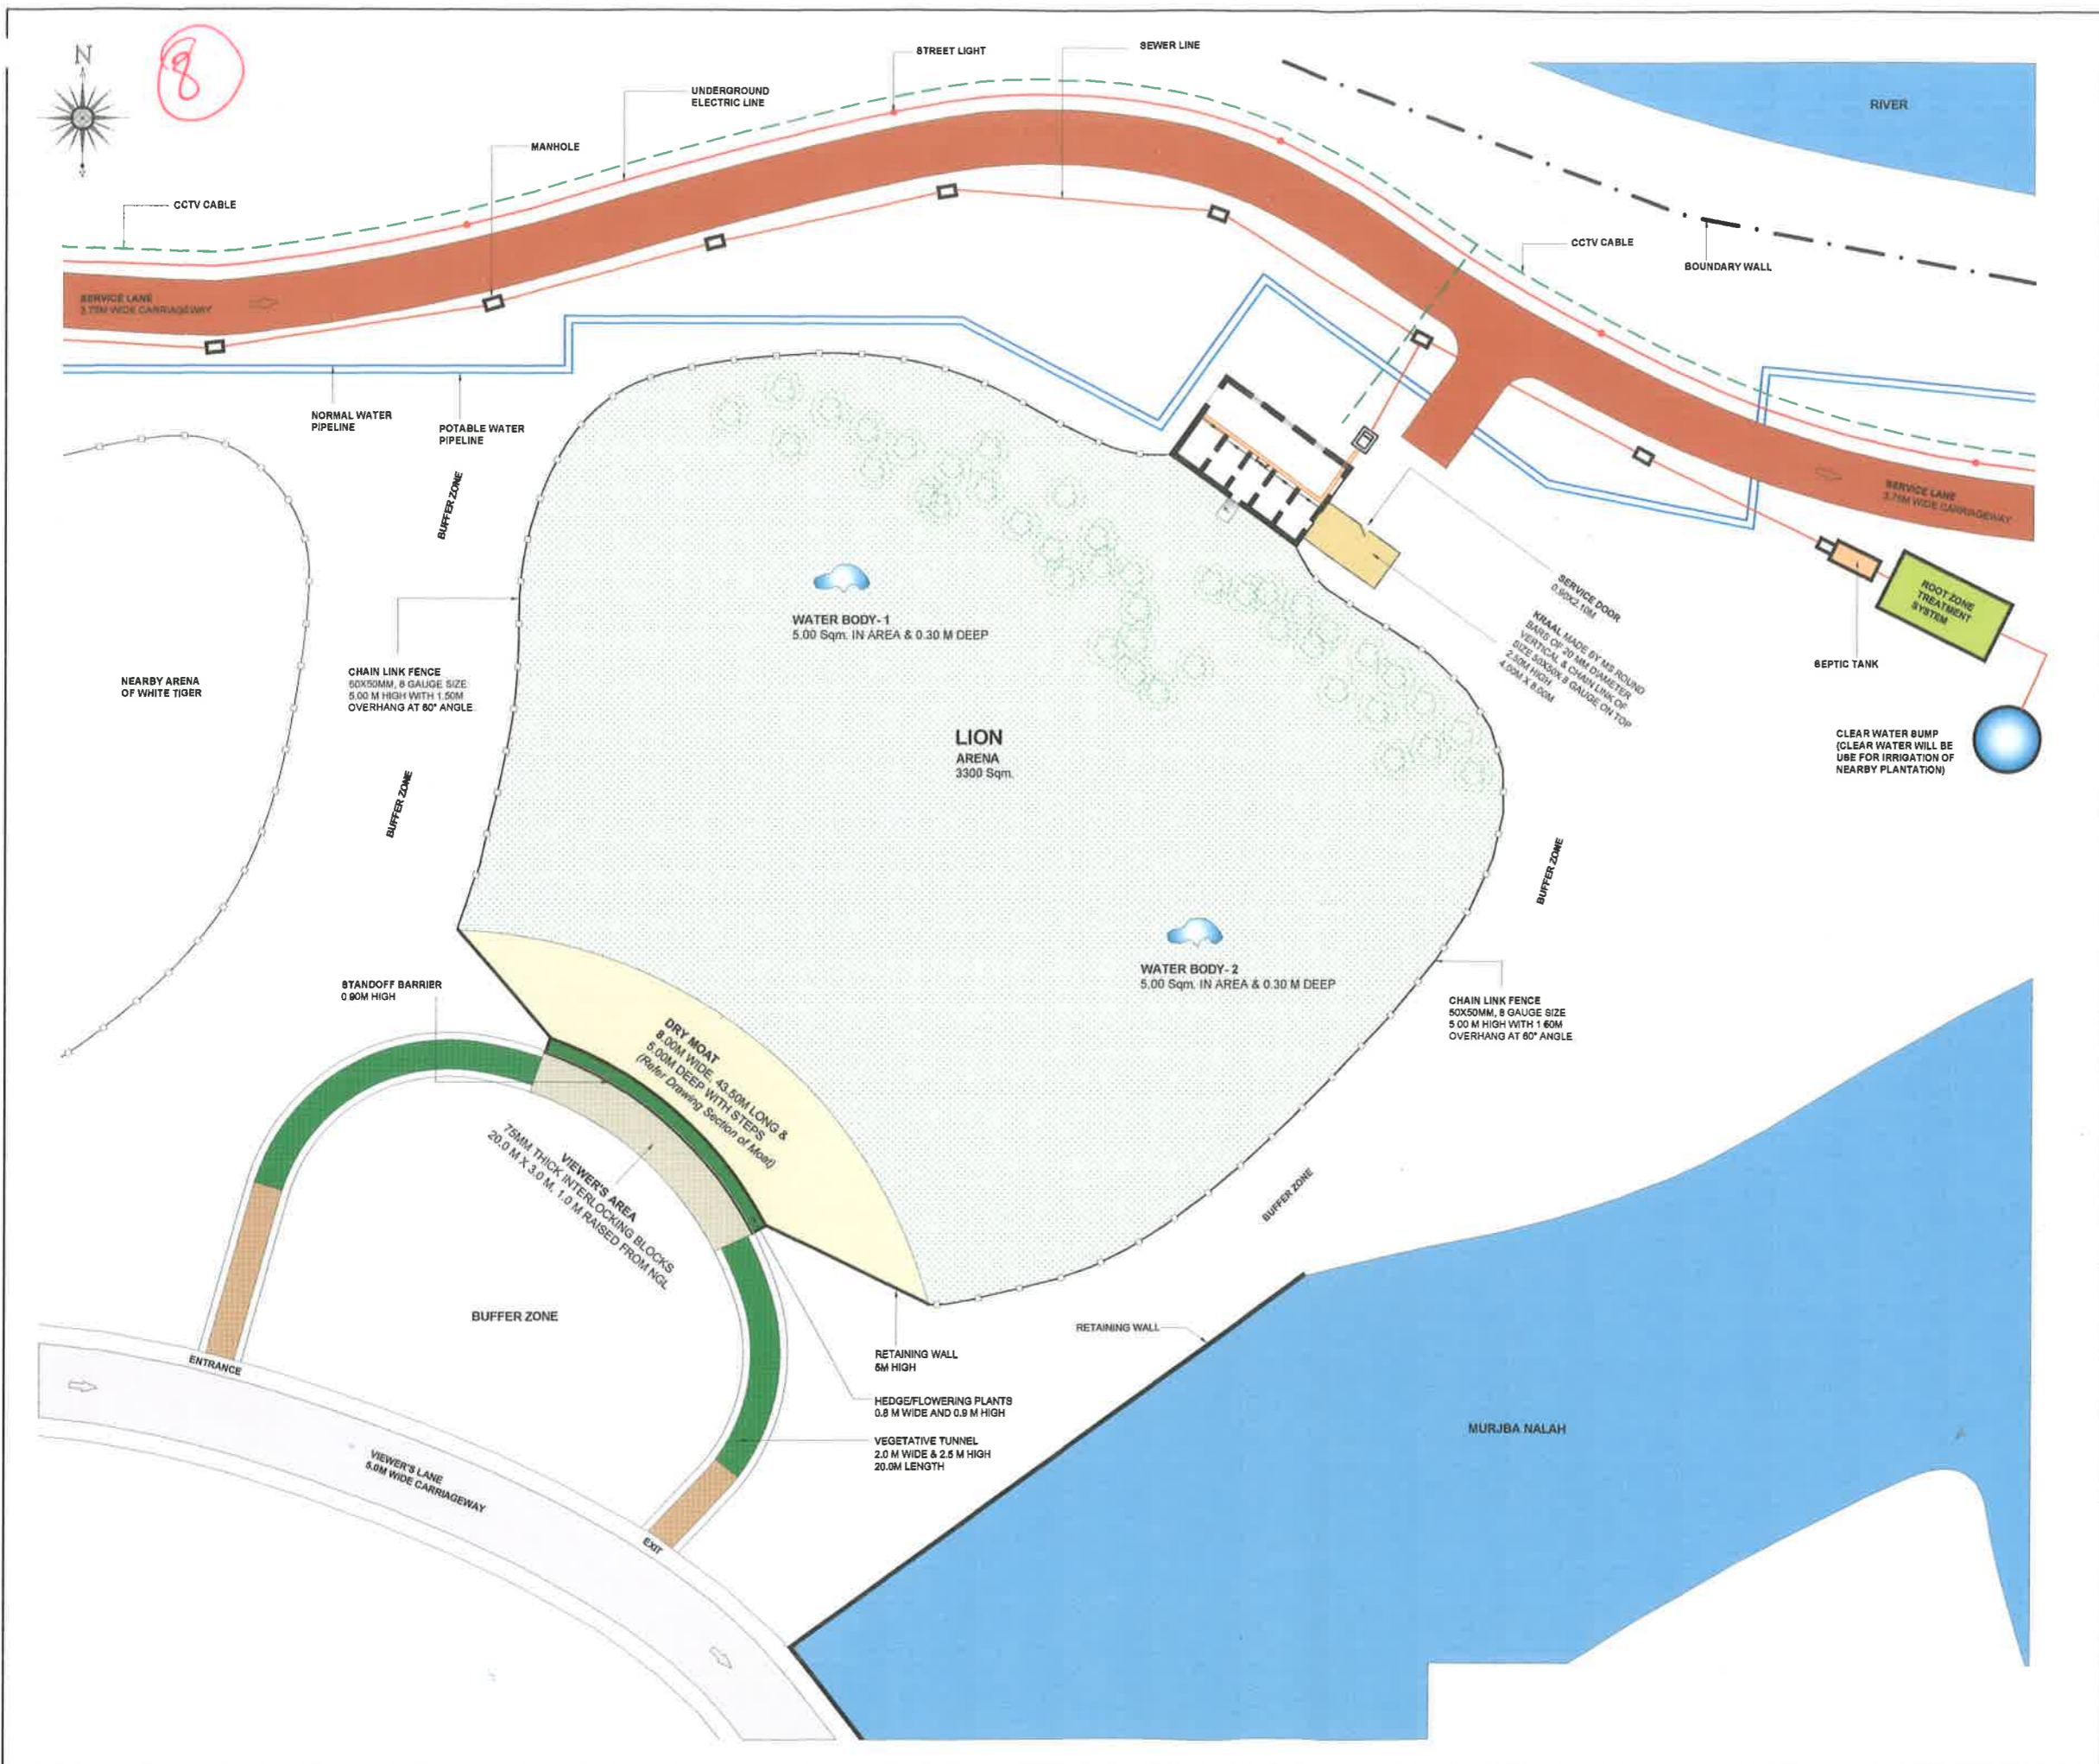 N
8
STREET LIGHT
SEWER LINE
UNDERGROUND
ELECTRIC LINE
MANHOLE
CCTV CABLE
RIVER
CCTV CABLE
BOUNDARY WALL
SERVICE LANE
3.75M WIDE CARRIAGEWAY
NORMAL WATER
PIPELINE
POTABLE WATER
PIPELINE
BUFFER ZONE
SERVICE LANE
3.75M WIDE CARRIAGEWAY
SERVICE DOOR
0.90X2.10M
KRAAL MADE BY MS ROUND
BARS OF 20 MM DIAMETER
VERTICAL & CHAIN LINK OF
SIZE 50X50X 8 GAUGE ON TOP
2.50M HIGH
4.00M X 8.00M
ROOT ZONE
TREATMENT
SYSTEM
SEPTIC TANK
CLEAR WATER SUMP
(CLEAR WATER WILL BE
USE FOR IRRIGATION OF
NEARBY PLANTATION)
WATER BODY- 1
5.00 Sqm. IN AREA & 0.30 M DEEP
NEARBY ARENA
OF WHITE TIGER
CHAIN LINK FENCE
50X50MM, 8 GAUGE SIZE
5.00 M HIGH WITH 1.50M
OVERHANG AT 60° ANGLE
LION
ARENA
3300 Sqm.
BUFFER ZONE
BUFFER ZONE
WATER BODY- 2
5.00 Sqm. IN AREA & 0.30 M DEEP
CHAIN LINK FENCE
50X50MM, 8 GAUGE SIZE
5.00 M HIGH WITH 1.50M
OVERHANG AT 60° ANGLE
STANDOFF BARRIER
0.90M HIGH
DRY MOAT
8.00M WIDE, 43.50M LONG &
5.00M DEEP WITH STEPS
(Refer Drawing Section of Moat)
VIEWER'S AREA
75MM THICK INTERLOCKING BLOCKS
20.0 M X 3.0 M, 1.0 M RAISED FROM NGL
BUFFER ZONE
BUFFER ZONE
RETAINING WALL
RETAINING WALL
5M HIGH
ENTRANCE
HEDGE/FLOWERING PLANTS
0.8 M WIDE AND 0.9 M HIGH
VEGETATIVE TUNNEL
2.0 M WIDE & 2.5 M HIGH
20.0M LENGTH
MURJBA NALAH
VIEWER'S LANE
5.0M WIDE CARRIAGEWAY
EXIT